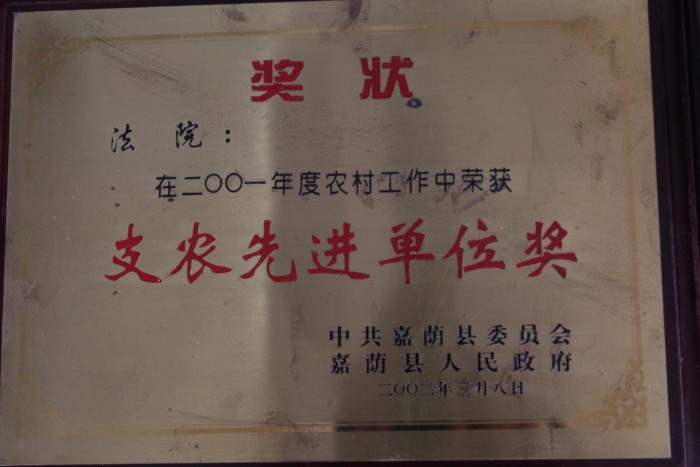 奖状
法院：
在二〇〇一年度农村工作中荣获
支农先进单位奖
中共嘉荫县委员会
嘉荫县人民政府
二〇〇二年 月八日